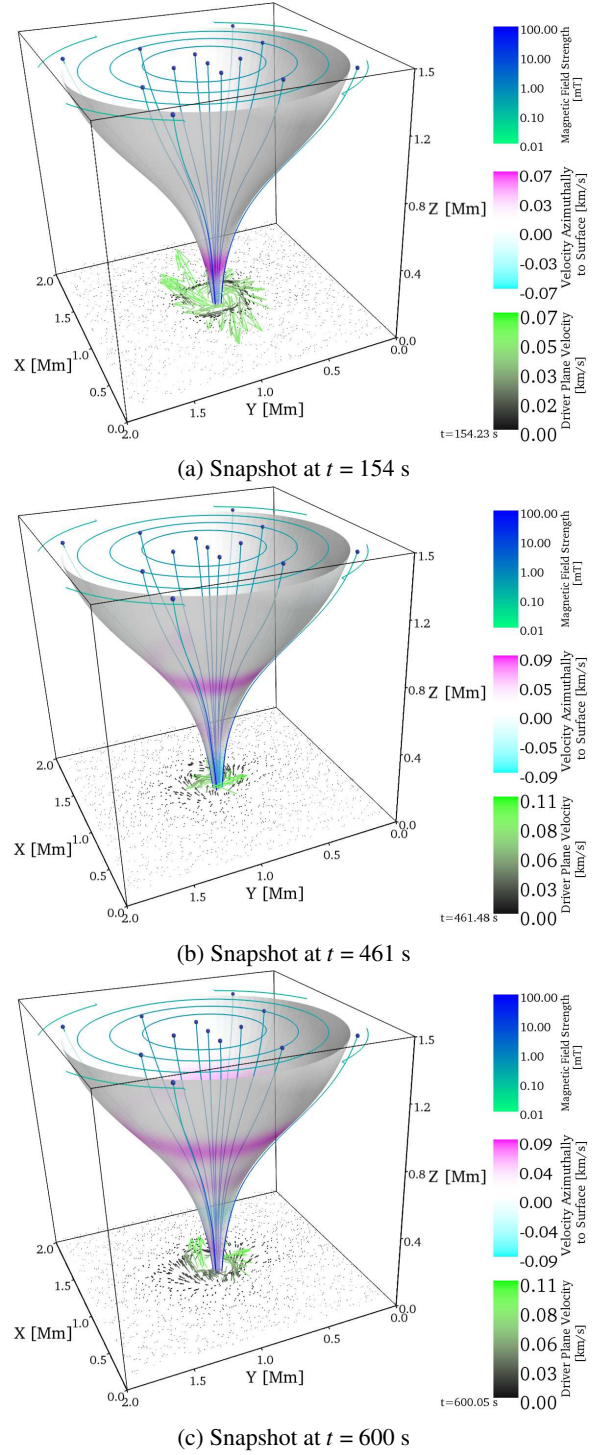 1.5
1.2
0.8
0.4
0.0
Z [Mm]
2.0
1.5
1.0
0.5
0.0
X [Mm]
2.0
1.5
1.0
0.5
Y [Mm]
100.00
10.00
1.00
0.10
0.01
Magnetic Field Strength
[mT]
0.07
0.03
0.00
-0.03
-0.07
Velocity Azimuthally
to Surface [km/s]
0.07
0.05
0.03
0.02
0.00
Driver Plane Velocity
[km/s]
t=154.23 s
(a) Snapshot at t = 154 s
1.5
1.2
0.8
0.4
0.0
Z [Mm]
2.0
1.5
1.0
0.5
0.0
X [Mm]
2.0
1.5
1.0
0.5
Y [Mm]
100.00
10.00
1.00
0.10
0.01
Magnetic Field Strength
[mT]
0.09
0.05
0.00
-0.05
-0.09
Velocity Azimuthally
to Surface [km/s]
0.11
0.08
0.06
0.03
0.00
Driver Plane Velocity
[km/s]
t=461.48 s
(b) Snapshot at t = 461 s
1.5
1.2
0.8
0.4
0.0
Z [Mm]
2.0
1.5
1.0
0.5
0.0
X [Mm]
2.0
1.5
1.0
0.5
Y [Mm]
100.00
10.00
1.00
0.10
0.01
Magnetic Field Strength
[mT]
0.09
0.04
0.00
-0.04
-0.09
Velocity Azimuthally
to Surface [km/s]
0.11
0.08
0.06
0.03
0.00
Driver Plane Velocity
[km/s]
t=600.05 s
(c) Snapshot at t = 600 s